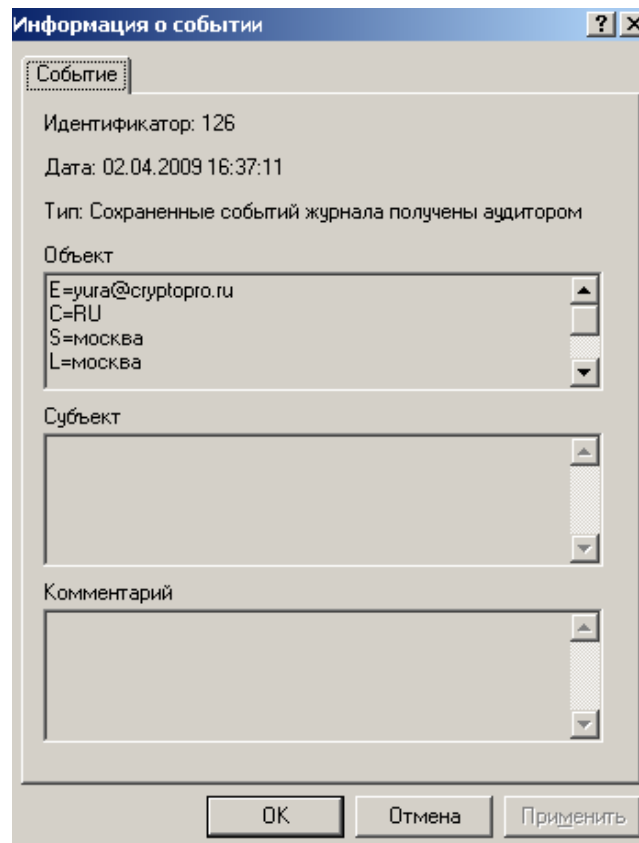 Информация о событии
Событие
Идентификатор: 126
Дата: 02.04.2009 16:37:11
Тип: Сохраненные событий журнала получены аудитором
Объект
E=yura@cryptopro.ru
C=RU
S=москва
L=москва
Субъект
Комментарий
OK
Отмена
Применить